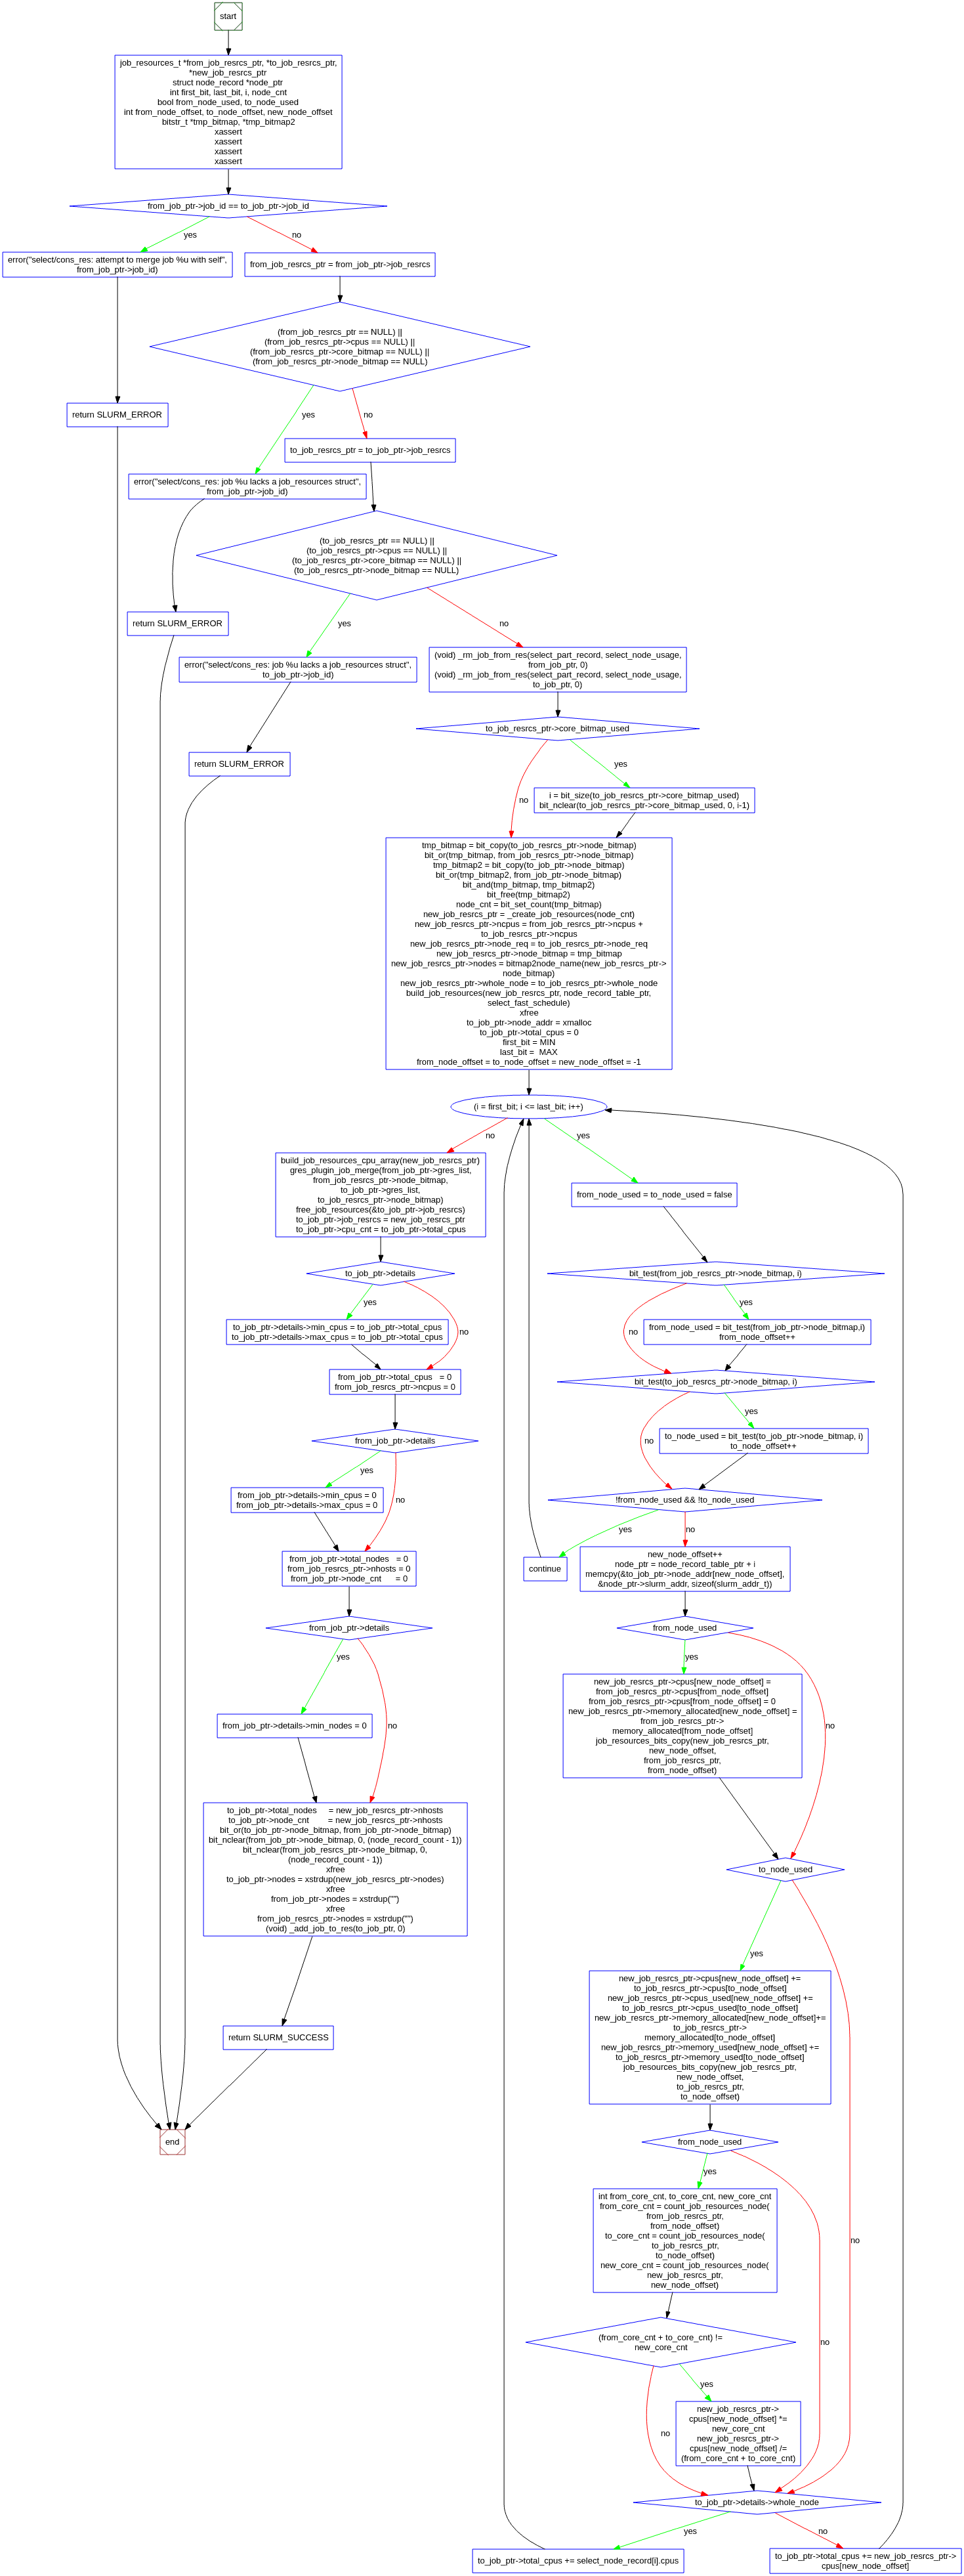 start
job_resources_t *from_job_resrcs_ptr, *to_job_resrcs_ptr,
*new_job_resrcs_ptr
struct node_record *node_ptr
int first_bit, last_bit, i, node_cnt
bool from_node_used, to_node_used
int from_node_offset, to_node_offset, new_node_offset
bitstr_t *tmp_bitmap, *tmp_bitmap2
xassert
xassert
xassert
xassert
from_job_ptr->job_id == to_job_ptr->job_id
yes
no
error("select/cons_res: attempt to merge job %u with self",
from_job_ptr->job_id)
from_job_resrcs_ptr = from_job_ptr->job_resrcs
(from_job_resrcs_ptr == NULL) ||
(from_job_resrcs_ptr->cpus == NULL) ||
(from_job_resrcs_ptr->core_bitmap == NULL) ||
(from_job_resrcs_ptr->node_bitmap == NULL)
return SLURM_ERROR
yes
no
to_job_resrcs_ptr = to_job_ptr->job_resrcs
error("select/cons_res: job %u lacks a job_resources struct",
from_job_ptr->job_id)
(to_job_resrcs_ptr == NULL) ||
(to_job_resrcs_ptr->cpus == NULL) ||
(to_job_resrcs_ptr->core_bitmap == NULL) ||
(to_job_resrcs_ptr->node_bitmap == NULL)
return SLURM_ERROR
yes
no
error("select/cons_res: job %u lacks a job_resources struct",
to_job_ptr->job_id)
(void) _rm_job_from_res(select_part_record, select_node_usage,
from_job_ptr, 0)
(void) _rm_job_from_res(select_part_record, select_node_usage,
to_job_ptr, 0)
to_job_resrcs_ptr->core_bitmap_used
return SLURM_ERROR
yes
no
i = bit_size(to_job_resrcs_ptr->core_bitmap_used)
bit_nclear(to_job_resrcs_ptr->core_bitmap_used, 0, i-1)
tmp_bitmap = bit_copy(to_job_resrcs_ptr->node_bitmap)
bit_or(tmp_bitmap, from_job_resrcs_ptr->node_bitmap)
tmp_bitmap2 = bit_copy(to_job_ptr->node_bitmap)
bit_or(tmp_bitmap2, from_job_ptr->node_bitmap)
bit_and(tmp_bitmap, tmp_bitmap2)
bit_free(tmp_bitmap2)
node_cnt = bit_set_count(tmp_bitmap)
new_job_resrcs_ptr = _create_job_resources(node_cnt)
new_job_resrcs_ptr->ncpus = from_job_resrcs_ptr->ncpus +
to_job_resrcs_ptr->ncpus
new_job_resrcs_ptr->node_req = to_job_resrcs_ptr->node_req
new_job_resrcs_ptr->node_bitmap = tmp_bitmap
new_job_resrcs_ptr->nodes = bitmap2node_name(new_job_resrcs_ptr->
node_bitmap)
new_job_resrcs_ptr->whole_node = to_job_resrcs_ptr->whole_node
build_job_resources(new_job_resrcs_ptr, node_record_table_ptr,
select_fast_schedule)
xfree
to_job_ptr->node_addr = xmalloc
to_job_ptr->total_cpus = 0
first_bit = MIN
last_bit =  MAX
from_node_offset = to_node_offset = new_node_offset = -1
(i = first_bit; i <= last_bit; i++)
no
yes
build_job_resources_cpu_array(new_job_resrcs_ptr)
gres_plugin_job_merge(from_job_ptr->gres_list,
from_job_resrcs_ptr->node_bitmap,
to_job_ptr->gres_list,
to_job_resrcs_ptr->node_bitmap)
free_job_resources(&to_job_ptr->job_resrcs)
to_job_ptr->job_resrcs = new_job_resrcs_ptr
to_job_ptr->cpu_cnt = to_job_ptr->total_cpus
from_node_used = to_node_used = false
to_job_ptr->details
bit_test(from_job_resrcs_ptr->node_bitmap, i)
yes
yes
to_job_ptr->details->min_cpus = to_job_ptr->total_cpus
to_job_ptr->details->max_cpus = to_job_ptr->total_cpus
no
no
from_node_used = bit_test(from_job_ptr->node_bitmap,i)
from_node_offset++
from_job_ptr->total_cpus   = 0
from_job_resrcs_ptr->ncpus = 0
bit_test(to_job_resrcs_ptr->node_bitmap, i)
yes
from_job_ptr->details
no
to_node_used = bit_test(to_job_ptr->node_bitmap, i)
to_node_offset++
yes
no
from_job_ptr->details->min_cpus = 0
from_job_ptr->details->max_cpus = 0
!from_node_used && !to_node_used
yes
no
from_job_ptr->total_nodes   = 0
from_job_resrcs_ptr->nhosts = 0
from_job_ptr->node_cnt      = 0
continue
new_node_offset++
node_ptr = node_record_table_ptr + i
memcpy(&to_job_ptr->node_addr[new_node_offset],
&node_ptr->slurm_addr, sizeof(slurm_addr_t))
from_job_ptr->details
from_node_used
yes
yes
from_job_ptr->details->min_nodes = 0
no
new_job_resrcs_ptr->cpus[new_node_offset] =
from_job_resrcs_ptr->cpus[from_node_offset]
from_job_resrcs_ptr->cpus[from_node_offset] = 0
new_job_resrcs_ptr->memory_allocated[new_node_offset] =
from_job_resrcs_ptr->
memory_allocated[from_node_offset]
job_resources_bits_copy(new_job_resrcs_ptr,
new_node_offset,
from_job_resrcs_ptr,
from_node_offset)
no
to_job_ptr->total_nodes     = new_job_resrcs_ptr->nhosts
to_job_ptr->node_cnt        = new_job_resrcs_ptr->nhosts
bit_or(to_job_ptr->node_bitmap, from_job_ptr->node_bitmap)
bit_nclear(from_job_ptr->node_bitmap, 0, (node_record_count - 1))
bit_nclear(from_job_resrcs_ptr->node_bitmap, 0,
(node_record_count - 1))
xfree
to_job_ptr->nodes = xstrdup(new_job_resrcs_ptr->nodes)
xfree
from_job_ptr->nodes = xstrdup("")
xfree
from_job_resrcs_ptr->nodes = xstrdup("")
(void) _add_job_to_res(to_job_ptr, 0)
to_node_used
yes
return SLURM_SUCCESS
new_job_resrcs_ptr->cpus[new_node_offset] +=
to_job_resrcs_ptr->cpus[to_node_offset]
new_job_resrcs_ptr->cpus_used[new_node_offset] +=
to_job_resrcs_ptr->cpus_used[to_node_offset]
new_job_resrcs_ptr->memory_allocated[new_node_offset]+=
to_job_resrcs_ptr->
memory_allocated[to_node_offset]
new_job_resrcs_ptr->memory_used[new_node_offset] +=
to_job_resrcs_ptr->memory_used[to_node_offset]
job_resources_bits_copy(new_job_resrcs_ptr,
new_node_offset,
to_job_resrcs_ptr,
to_node_offset)
end
from_node_used
yes
int from_core_cnt, to_core_cnt, new_core_cnt
from_core_cnt = count_job_resources_node(
from_job_resrcs_ptr,
from_node_offset)
to_core_cnt = count_job_resources_node(
to_job_resrcs_ptr,
to_node_offset)
new_core_cnt = count_job_resources_node(
new_job_resrcs_ptr,
new_node_offset)
no
(from_core_cnt + to_core_cnt) !=
new_core_cnt
no
yes
new_job_resrcs_ptr->
cpus[new_node_offset] *=
new_core_cnt
new_job_resrcs_ptr->
cpus[new_node_offset] /=
(from_core_cnt + to_core_cnt)
no
to_job_ptr->details->whole_node
yes
no
to_job_ptr->total_cpus += select_node_record[i].cpus
to_job_ptr->total_cpus += new_job_resrcs_ptr->
cpus[new_node_offset]